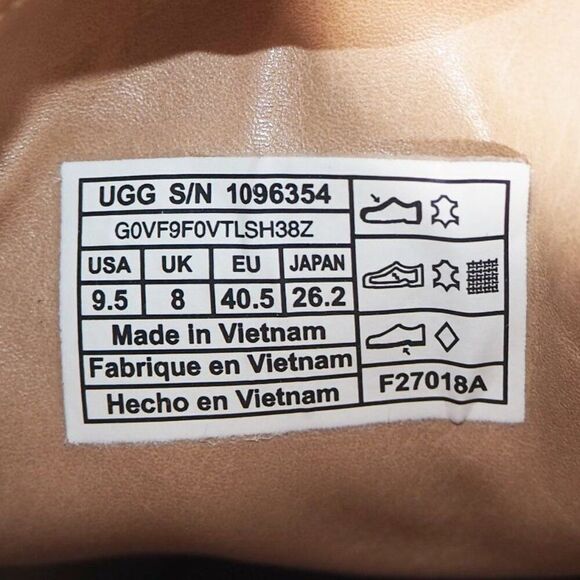 UGG S/N 1096354
G0VF9F0VTLSH38Z
USA UK EU JAPAN
9.5 8 40.5 26.2
Made in Vietnam
Fabrique en Vietnam
Hecho en Vietnam
F27018A